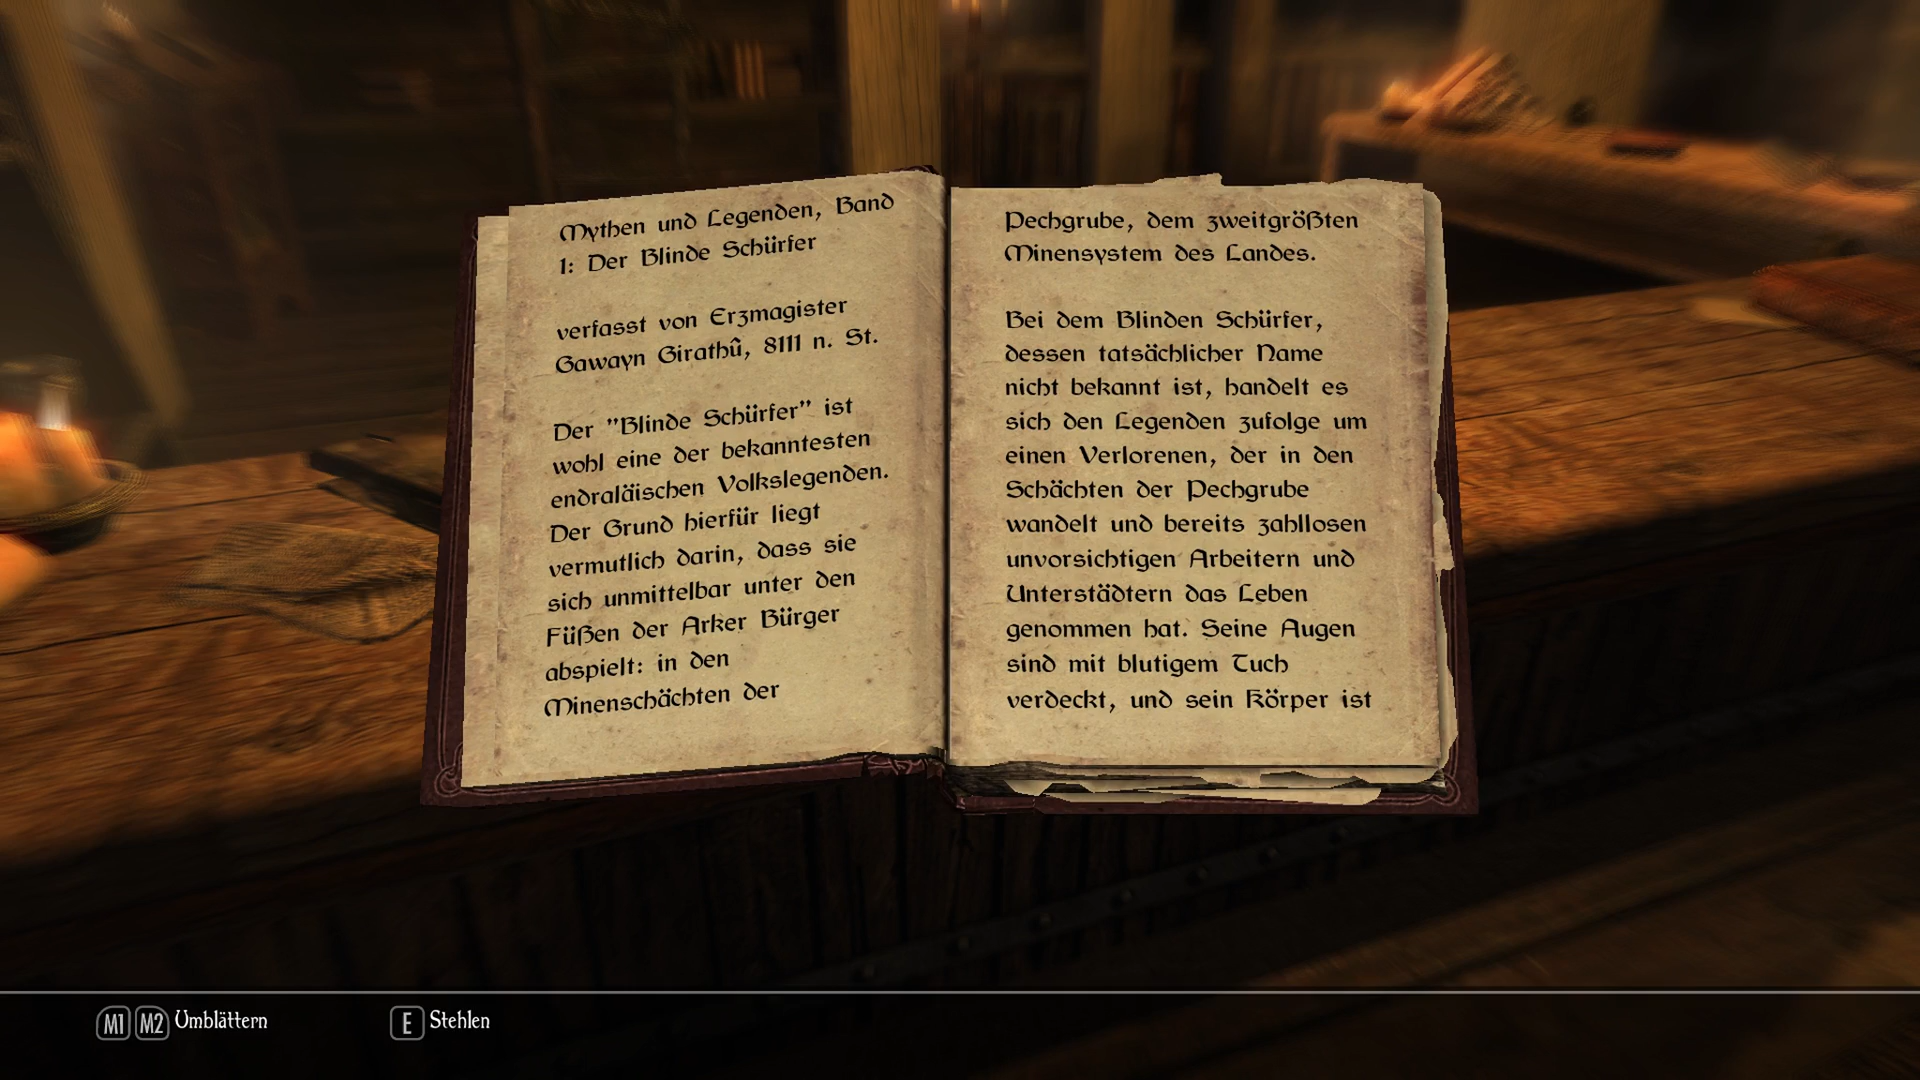 Mythen und Legenden, Band
1: Der Blinde Schürfer
verfasst von Erzmagister
Gawayn Girathû, 8111 n. St.
Der "Blinde Schürfer" ist
wohl eine der bekanntesten
endraläischen Volkslegenden.
Der Grund hierfür liegt
vermutlich darin, dass sie
sich unmittelbar unter den
Füßen der Arker Bürger
abspielt: in den
Minenschächten der
Pechgrube, dem zweitgrößten
Minensystem des Landes.
Bei dem Blinden Schürfer,
dessen tatsächlicher Name
nicht bekannt ist, handelt es
sich den Legenden zufolge um
einen Verlorenen, der in den
Schächten der Pechgrube
wandelt und bereits zahllosen
unvorsichtigen Arbeitern und
Unterstädtern das Leben
genommen hat. Seine Augen
sind mit blutigem Tuch
verdeckt, und sein Körper ist
M1 M2 Umblättern
E Stehlen